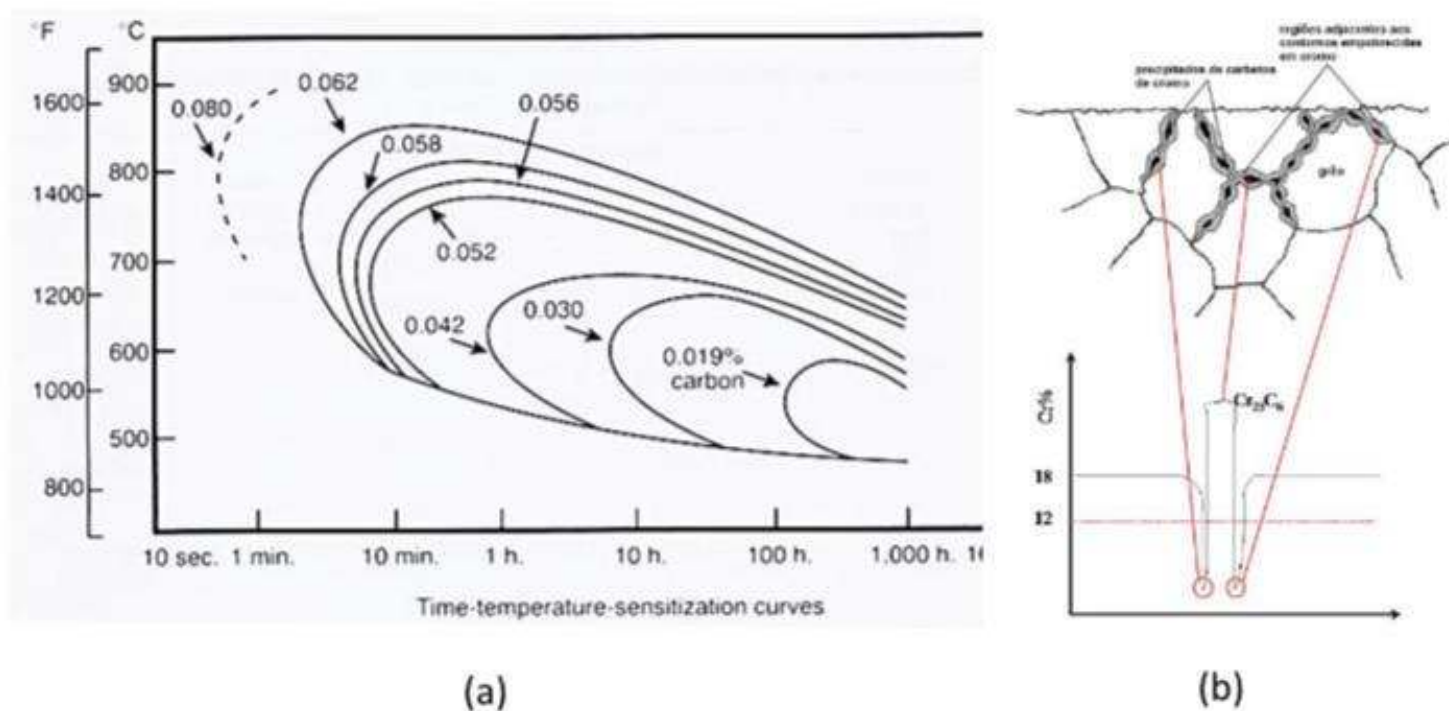 °F
°C
900
1600
800
1400
700
1200
600
1000
500
800
0.080
0.062
0.056
0.058
0.052
0.042
0.030
0.019%
carbon
10 sec. 1 min. 10 min. 1 h. 10 h. 100 h. 1.000 h. 16
Time-temperature-sensitization curves
(a)
regiões adjacentes aos
contornos empobrecidas
em cromo
precipitados de carbetos
de cromo
grão
Cr%
Cr23C6
18
12
(b)